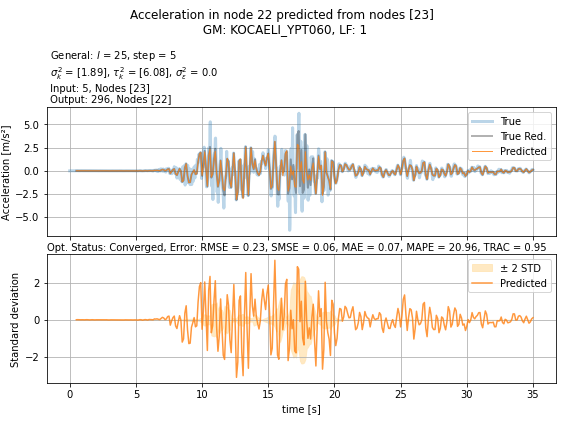 Acceleration in node 22 predicted from nodes [23]
GM: KOCAELI_YPT060, LF: 1
General: l = 25, step = 5
σ²ₖ = [1.89], τ²ₖ = [6.08], σ²ε = 0.0
Input: 5, Nodes [23]
Output: 296, Nodes [22]
Acceleration [m/s²]
5.0
2.5
0.0
−2.5
−5.0
True
True Red.
Predicted
Opt. Status: Converged, Error: RMSE = 0.23, SMSE = 0.06, MAE = 0.07, MAPE = 20.96, TRAC = 0.95
Standard deviation
2
0
−2
± 2 STD
Predicted
0 5 10 15 20 25 30 35
time [s]